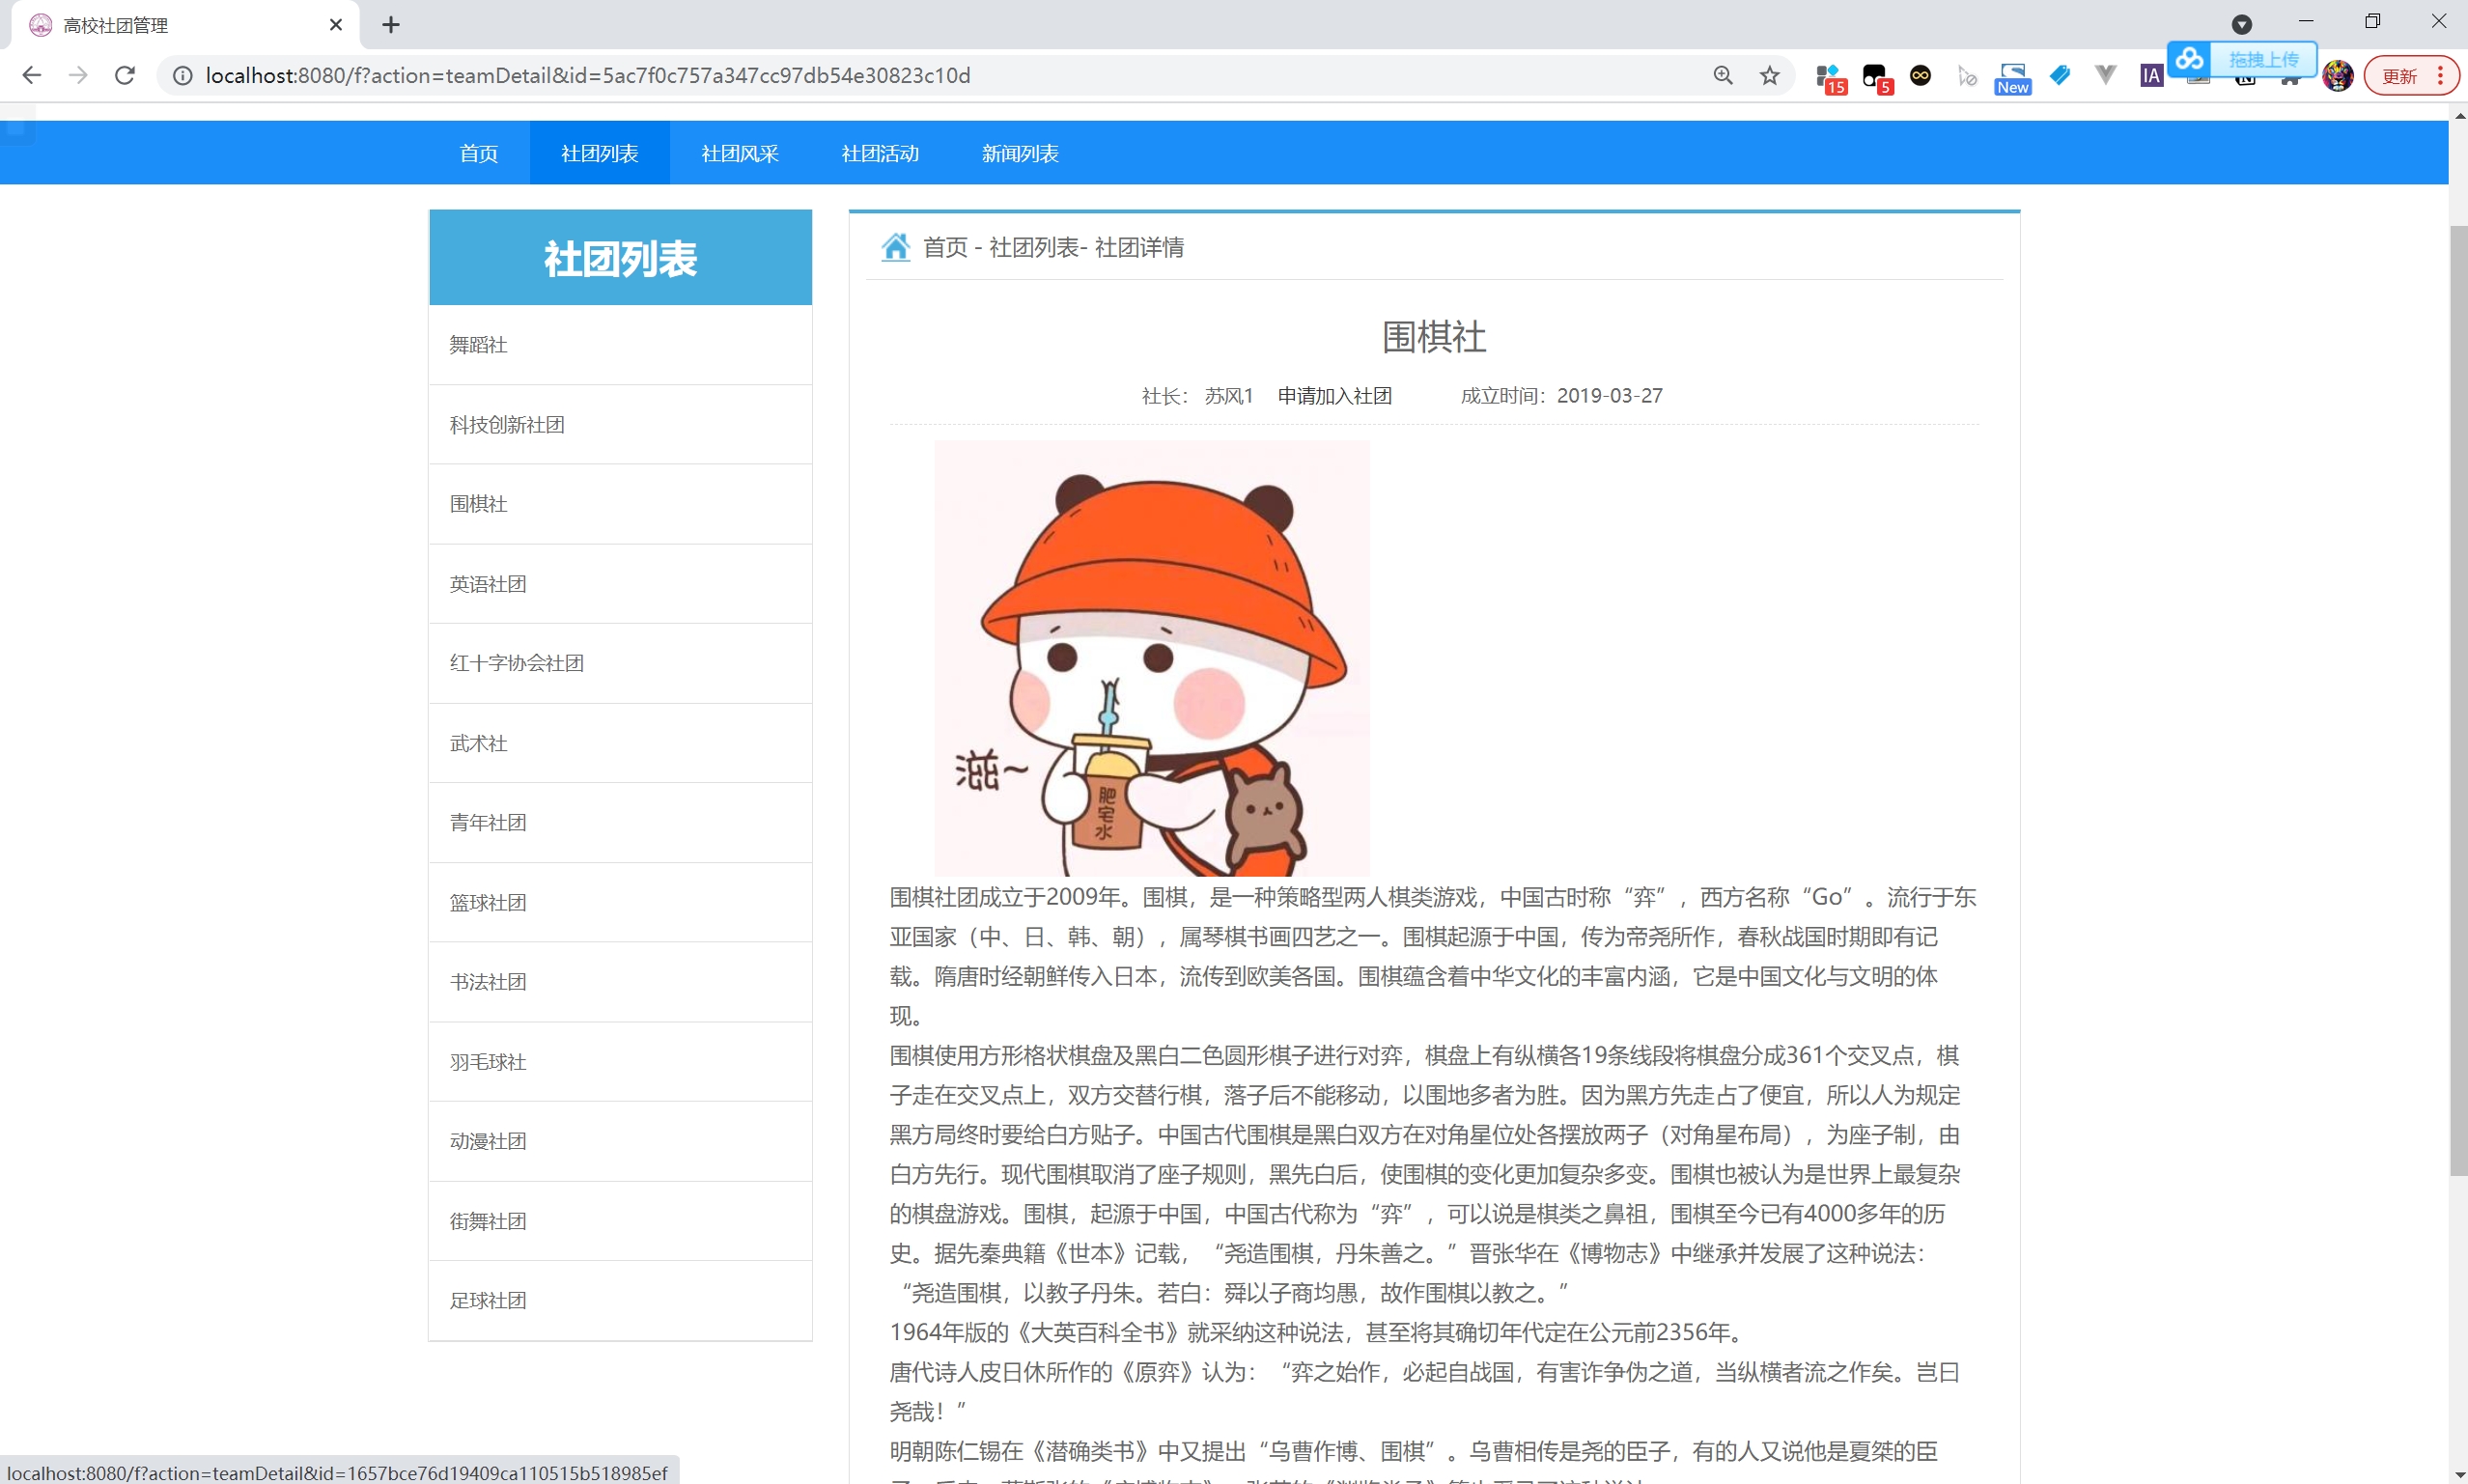 高校社团管理
localhost:8080/f?action=teamDetail&id=5ac7f0c757a347cc97db54e30823c10d
15
5
New
IA
拖拽上传
更新
首页
社团列表
社团风采
社团活动
新闻列表
社团列表
舞蹈社
科技创新社团
围棋社
英语社团
红十字协会社团
武术社
青年社团
篮球社团
书法社团
羽毛球社
动漫社团
街舞社团
足球社团
首页 - 社团列表- 社团详情
围棋社
社长： 苏风1 申请加入社团 成立时间：2019-03-27
滋~
肥宅水
围棋社团成立于2009年。围棋，是一种策略型两人棋类游戏，中国古时称“弈”，西方名称“Go”。流行于东
亚国家（中、日、韩、朝），属琴棋书画四艺之一。围棋起源于中国，传为帝尧所作，春秋战国时期即有记
载。隋唐时经朝鲜传入日本，流传到欧美各国。围棋蕴含着中华文化的丰富内涵，它是中国文化与文明的体
现。
围棋使用方形格状棋盘及黑白二色圆形棋子进行对弈，棋盘上有纵横各19条线段将棋盘分成361个交叉点，棋
子走在交叉点上，双方交替行棋，落子后不能移动，以围地多者为胜。因为黑方先走占了便宜，所以人为规定
黑方局终时要给白方贴子。中国古代围棋是黑白双方在对角星位处各摆放两子（对角星布局），为座子制，由
白方先行。现代围棋取消了座子规则，黑先白后，使围棋的变化更加复杂多变。围棋也被认为是世界上最复杂
的棋盘游戏。围棋，起源于中国，中国古代称为“弈”，可以说是棋类之鼻祖，围棋至今已有4000多年的历
史。据先秦典籍《世本》记载，“尧造围棋，丹朱善之。”晋张华在《博物志》中继承并发展了这种说法：
“尧造围棋，以教子丹朱。若白：舜以子商均愚，故作围棋以教之。”
1964年版的《大英百科全书》就采纳这种说法，甚至将其确切年代定在公元前2356年。
唐代诗人皮日休所作的《原弈》认为：“弈之始作，必起自战国，有害诈争伪之道，当纵横者流之作矣。岂曰
尧哉！”
明朝陈仁锡在《潜确类书》中又提出“乌曹作博、围棋”。乌曹相传是尧的臣子，有的人又说他是夏桀的臣
localhost:8080/f?action=teamDetail&id=1657bce76d19409ca110515b518985ef